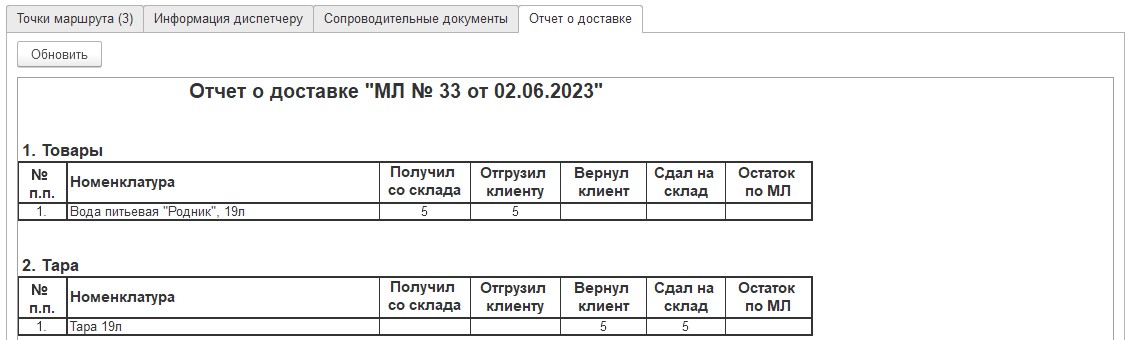 Точки маршрута (3) Информация диспетчеру Сопроводительные документы Отчет о доставке
Обновить
Отчет о доставке "МЛ № 33 от 02.06.2023"
1. Товары
№ п.п. Номенклатура Получил со склада Отгрузил клиенту Вернул клиент Сдал на склад Остаток по МЛ
1. Вода питьевая "Родник", 19л 5 5
2. Тара
№ п.п. Номенклатура Получил со склада Отгрузил клиенту Вернул клиент Сдал на склад Остаток по МЛ
1. Тара 19л 5 5